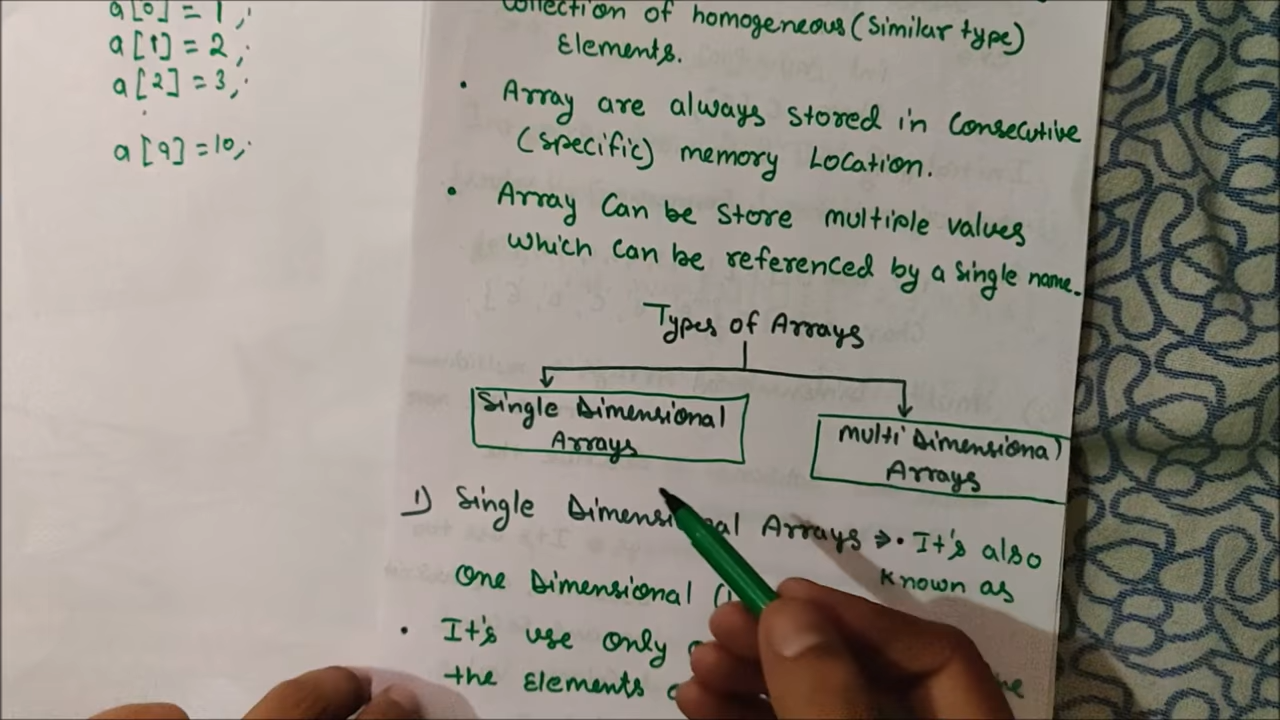 a[0] = 1,
a[1] = 2,
a[2] = 3,
a[9] = 10,
Collection of homogeneous (Similar type)
Elements.
• Array are always stored in Consecutive
(specific) memory Location.
• Array Can be Store multiple values
which can be referenced by a single name.
Types of Arrays
Single Dimensional
Arrays
Multi Dimensional
Arrays
1) Single Arrays → • It's also
known as
One Dimensional
• It's use only
the Elements